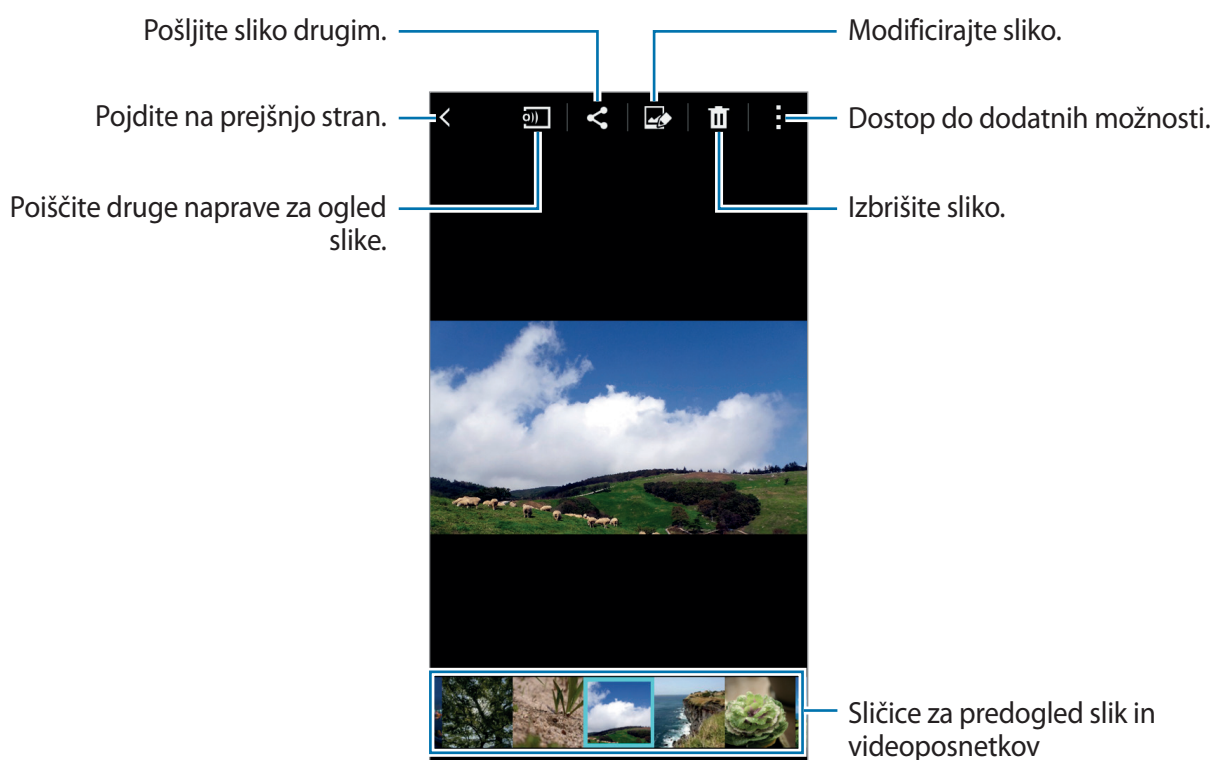 Pošljite sliko drugim.
Modificirajte sliko.
Pojdite na prejšnjo stran.
Dostop do dodatnih možnosti.
Poiščite druge naprave za ogled
slike.
Izbrišite sliko.
Sličice za predogled slik in
videoposnetkov